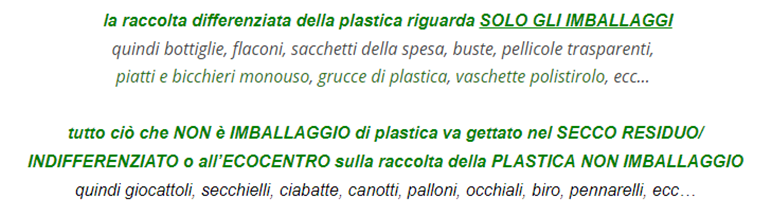 la raccolta differenziata della plastica riguarda SOLO GLI IMBALLAGGI
quindi bottiglie, flaconi, sacchetti della spesa, buste, pellicole trasparenti,
piatti e bicchieri monouso, grucce di plastica, vaschette polistirolo, ecc...
tutto ciò che NON è IMBALLAGGIO di plastica va gettato nel SECCO RESIDUO/
INDIFFERENZIATO o all'ECOCENTRO sulla raccolta della PLASTICA NON IMBALLAGGIO
quindi giocattoli, secchielli, ciabatte, canotti, palloni, occhiali, biro, pennarelli, ecc…